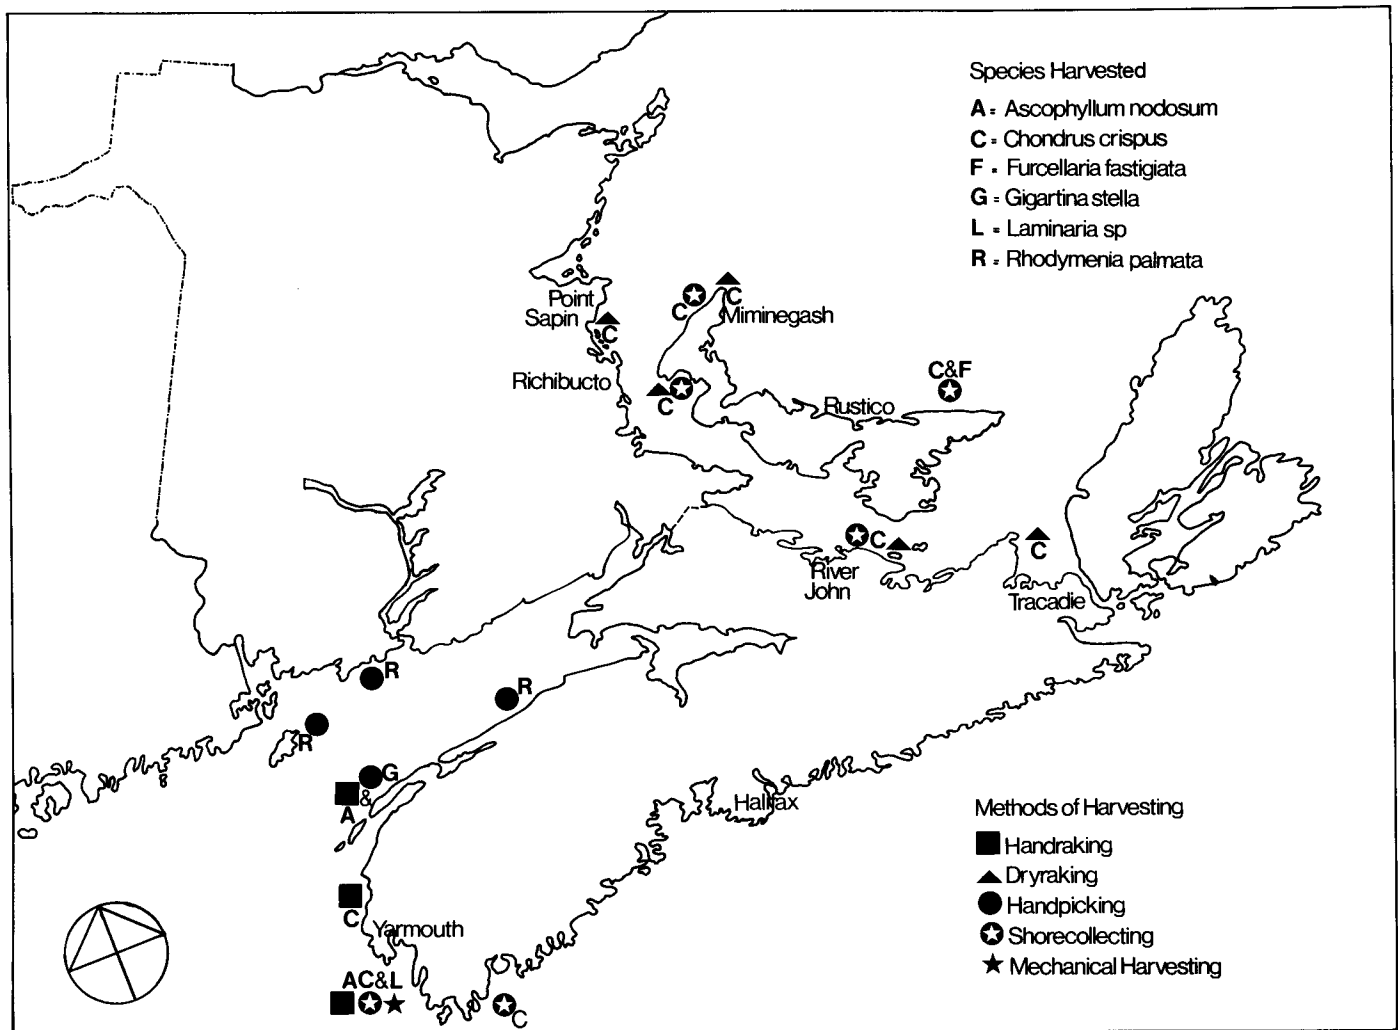 Species Harvested
A = Ascophyllum nodosum
C = Chondrus crispus
F = Furcellaria fastigiata
G = Gigartina stella
L = Laminaria sp
R = Rhodymenia palmata
Point
Sapin
C
C
C
Miminegash
Richibucto
C
C&F
Rustico
C
River
John
C
Tracadie
R
R
R
G
&
A
Halifax
C
Yarmouth
AC&L
C
Methods of Harvesting
Handraking
Dryraking
Handpicking
Shorecollecting
Mechanical Harvesting